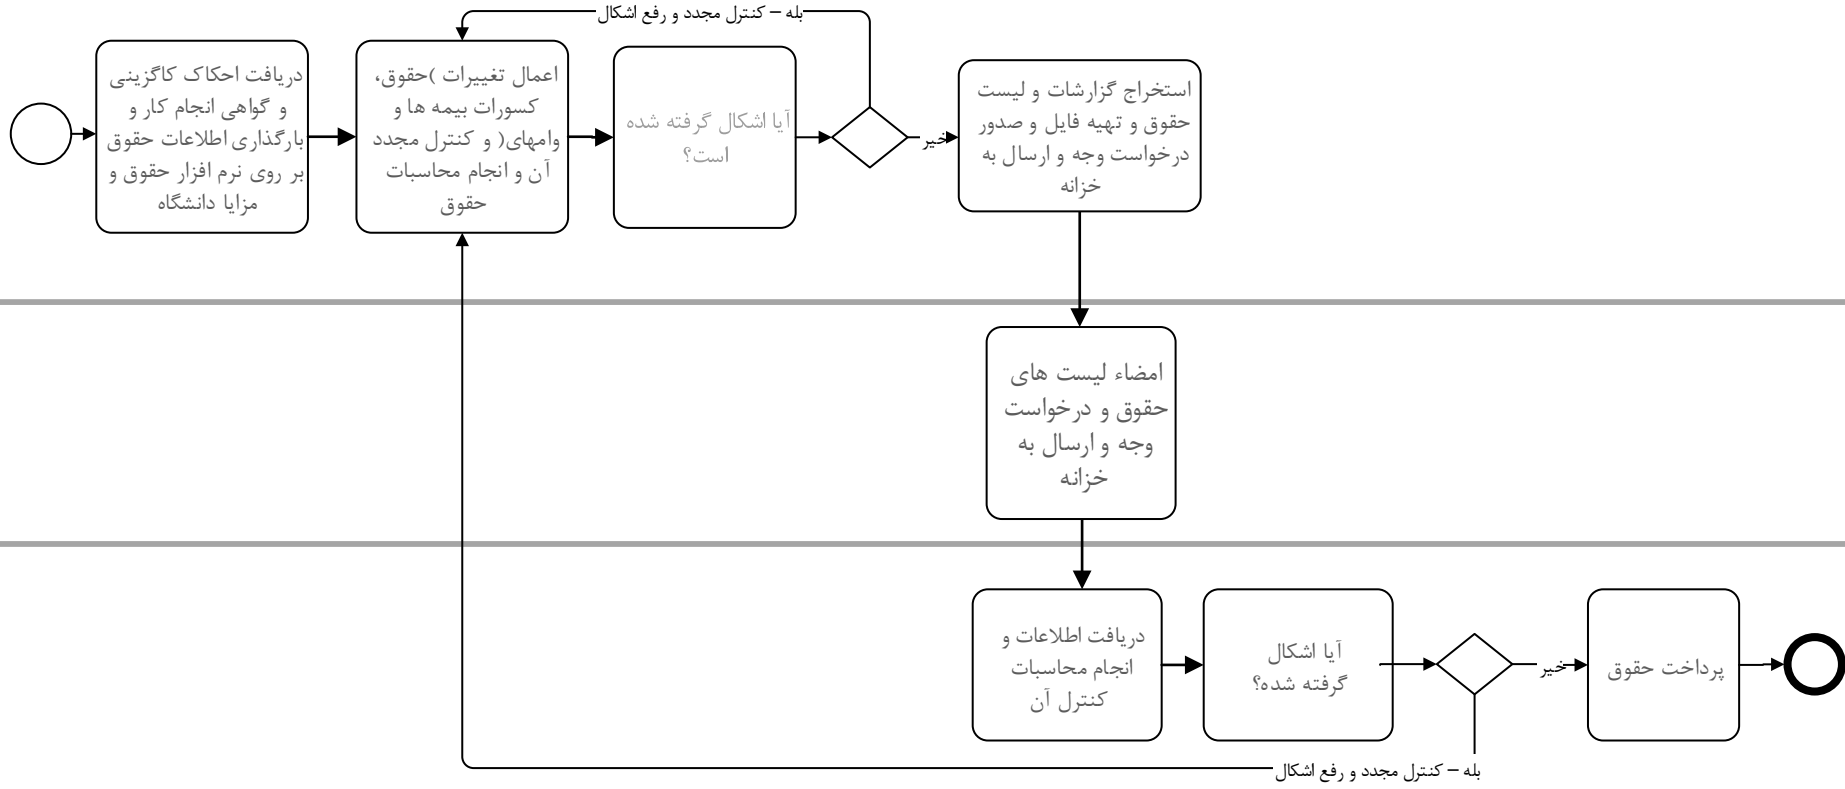 بله – کنترل مجدد و رفع اشکال
دریافت احکاک کاگزینی
و گواهی انجام کار و
بارگذاری اطلاعات حقوق
بر روی نرم افزار حقوق و
مزایا دانشگاه
اعمال تغییرات )حقوق،
کسورات بیمه ها و
وامهای( و کنترل مجدد
آن و انجام محاسبات
حقوق
آیا اشکال گرفته شده
است؟
خیر
استخراج گزارشات و لیست
حقوق و تهیه فایل و صدور
درخواست وجه و ارسال به
خزانه
امضاء لیست های
حقوق و درخواست
وجه و ارسال به
خزانه
دریافت اطلاعات و
انجام محاسبات
کنترل آن
آیا اشکال
گرفته شده؟
خیر
پرداخت حقوق
بله – کنترل مجدد و رفع اشکال